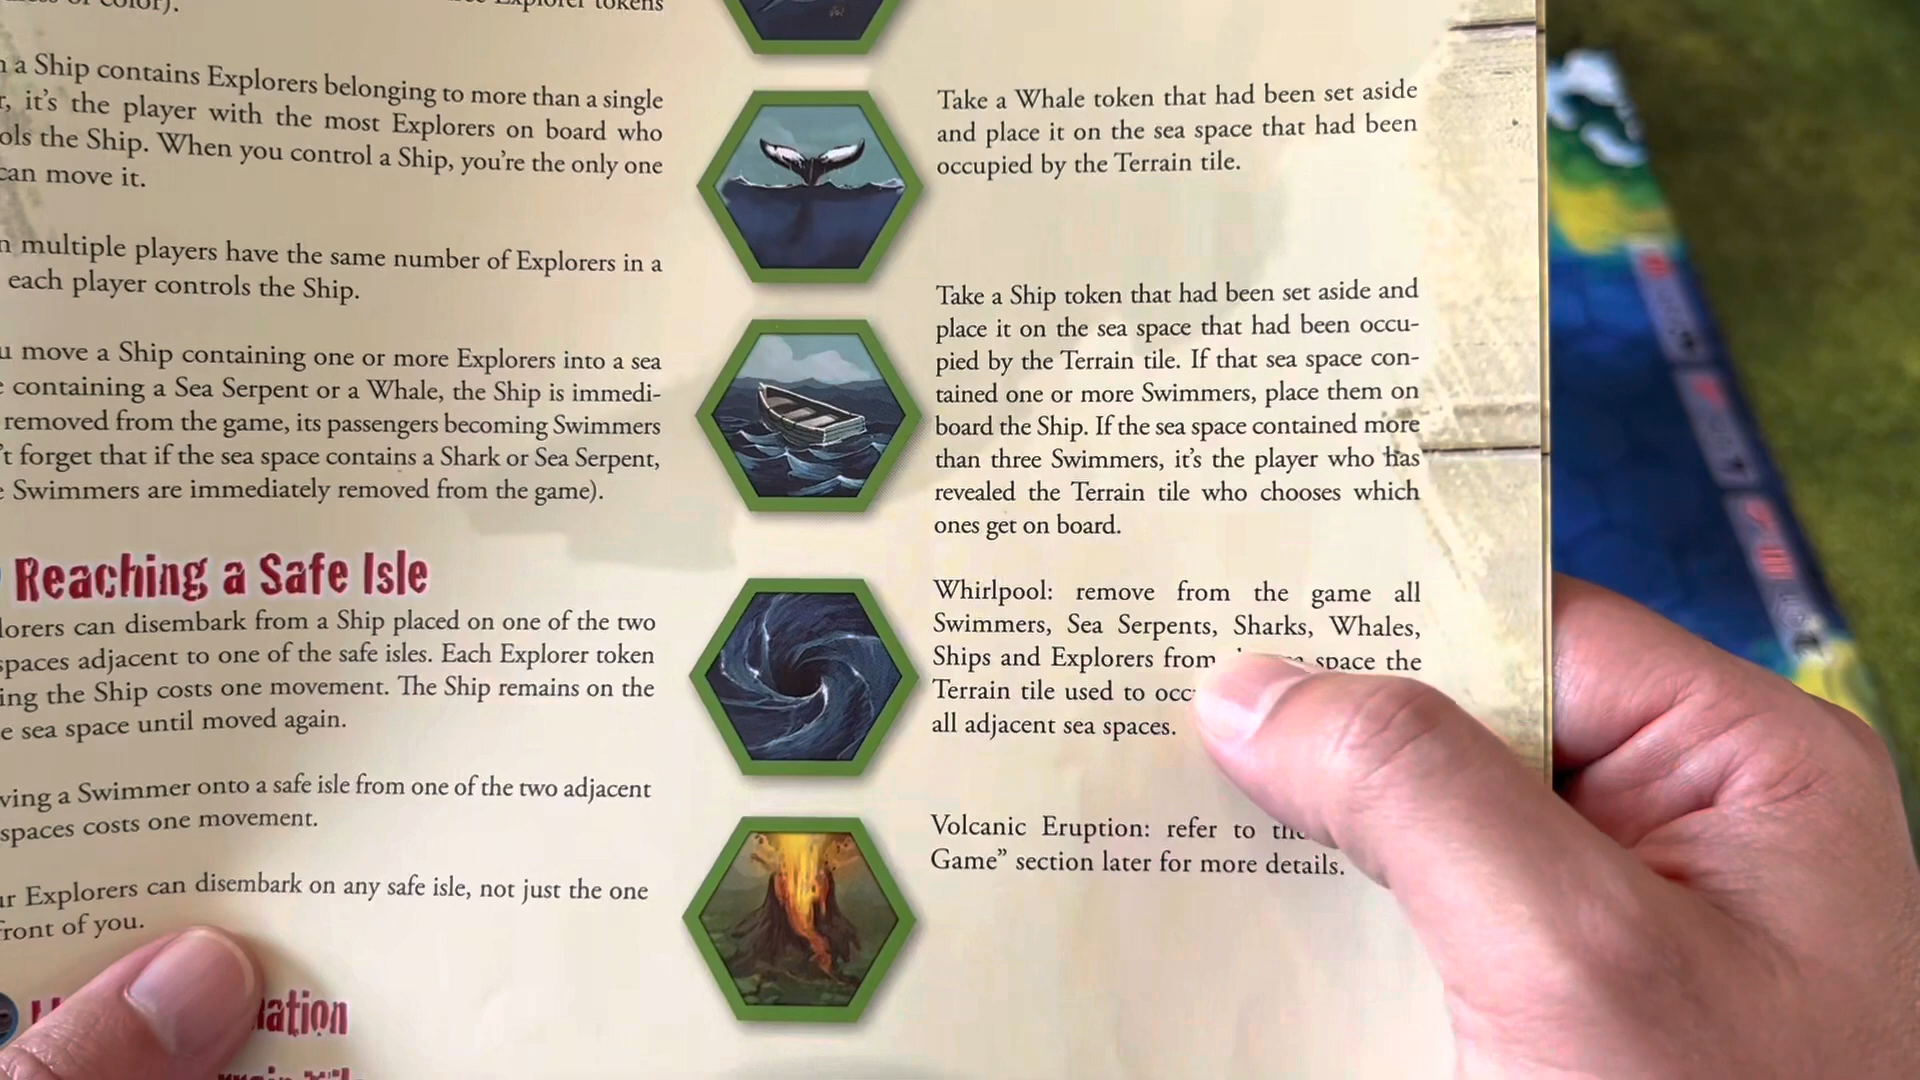 Explorer tokens
a Ship contains Explorers belonging to more than a single
it's the player with the most Explorers on board who
the Ship. When you control a Ship, you're the only one
can move it.
multiple players have the same number of Explorers in a
each player controls the Ship.
move a Ship containing one or more Explorers into a sea
containing a Sea Serpent or a Whale, the Ship is immedi-
removed from the game, its passengers becoming Swimmers
forget that if the sea space contains a Shark or Sea Serpent,
Swimmers are immediately removed from the game).
Reaching a Safe Isle
can disembark from a Ship placed on one of the two
spaces adjacent to one of the safe isles. Each Explorer token
the Ship costs one movement. The Ship remains on the
sea space until moved again.
a Swimmer onto a safe isle from one of the two adjacent
spaces costs one movement.
Explorers can disembark on any safe isle, not just the one
front of you.
Take a Whale token that had been set aside
and place it on the sea space that had been
occupied by the Terrain tile.
Take a Ship token that had been set aside and
place it on the sea space that had been occu-
pied by the Terrain tile. If that sea space con-
tained one or more Swimmers, place them on
board the Ship. If the sea space contained more
than three Swimmers, it's the player who has
revealed the Terrain tile who chooses which
ones get on board.
Whirlpool: remove from the game all
Swimmers, Sea Serpents, Sharks, Whales,
Ships and Explorers from space the
Terrain tile used to
all adjacent sea spaces.
Volcanic Eruption: refer to
Game" section later for more details.